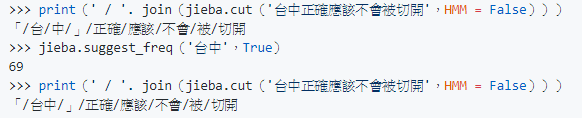 >>> print（' / '. join（jieba.cut（'台中正確應該不會被切開'，HMM = False）））
「/台/中/」/正確/應該/不會/被/切開
>>> jieba.suggest_freq（'台中'，True）
69
>>> print（' / '. join（jieba.cut（'台中正確應該不會被切開'，HMM = False）））
「/台中/」/正確/應該/不會/被/切開